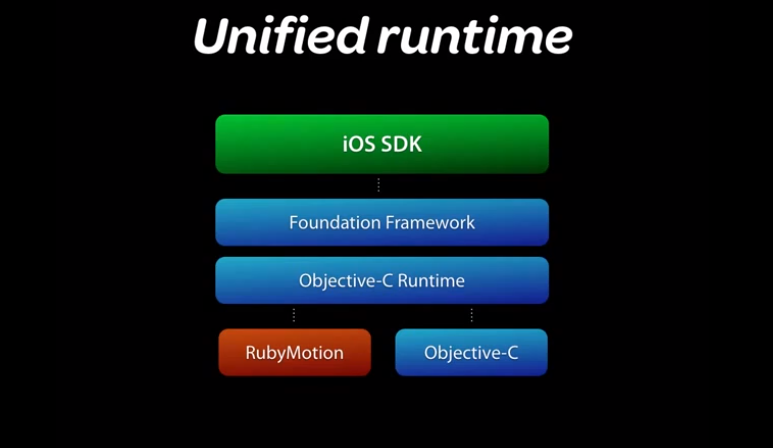 Unified runtime
iOS SDK
Foundation Framework
Objective-C Runtime
RubyMotion
Objective-C